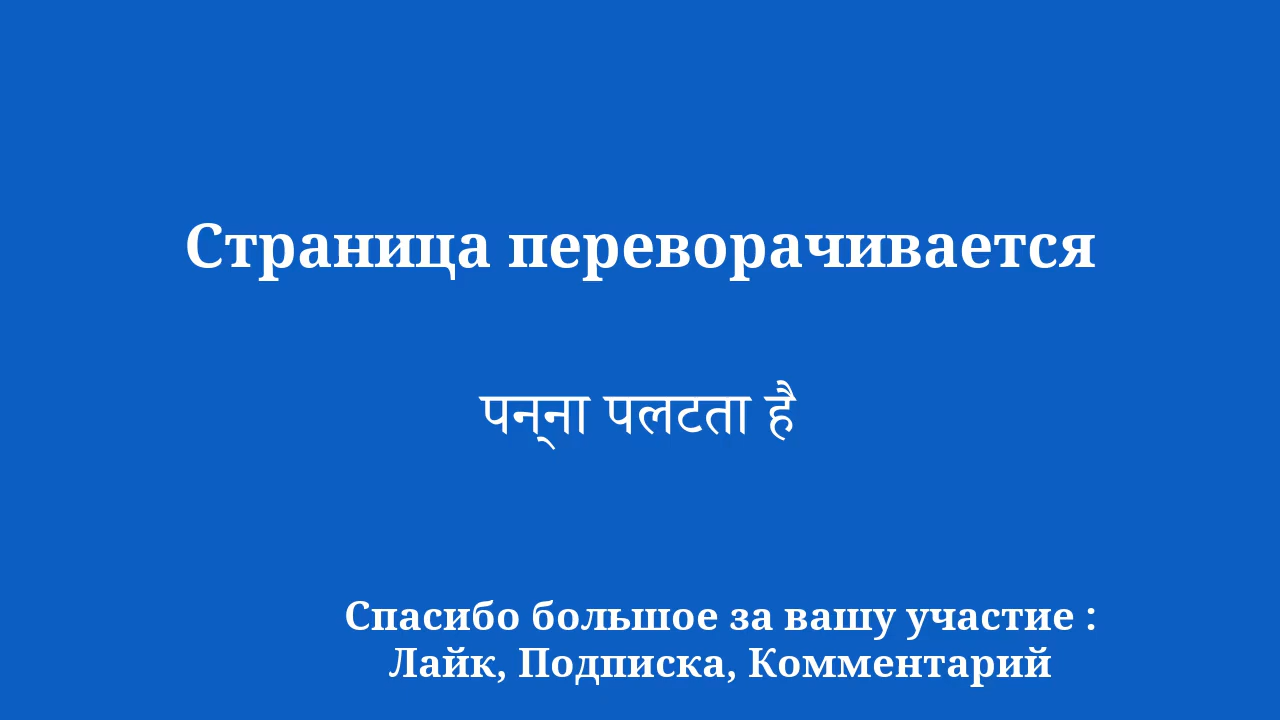 Страница переворачивается
पन्‌ना पलटता है
Спасибо большое за вашу участие :
Лайк, Подписка, Комментарий